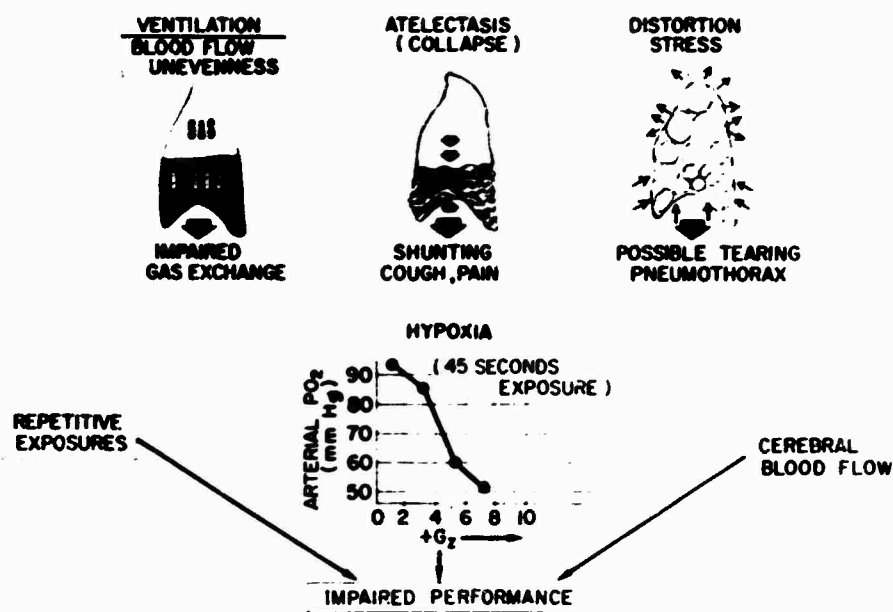 VENTILATION
BLOOD FLOW
UNEVENNESS
IMPAIRED
GAS EXCHANGE
ATELECTASIS
(COLLAPSE)
SHUNTING
COUGH, PAIN
DISTORTION
STRESS
POSSIBLE TEARING
PNEUMOTHORAX
HYPOXIA
(45 SECONDS
EXPOSURE)
ARTERIAL PO2
(mm Hg)
90
80
70
60
50
0 2 4 6 8 10
+Gz
REPETITIVE
EXPOSURES
CEREBRAL
BLOOD FLOW
IMPAIRED PERFORMANCE